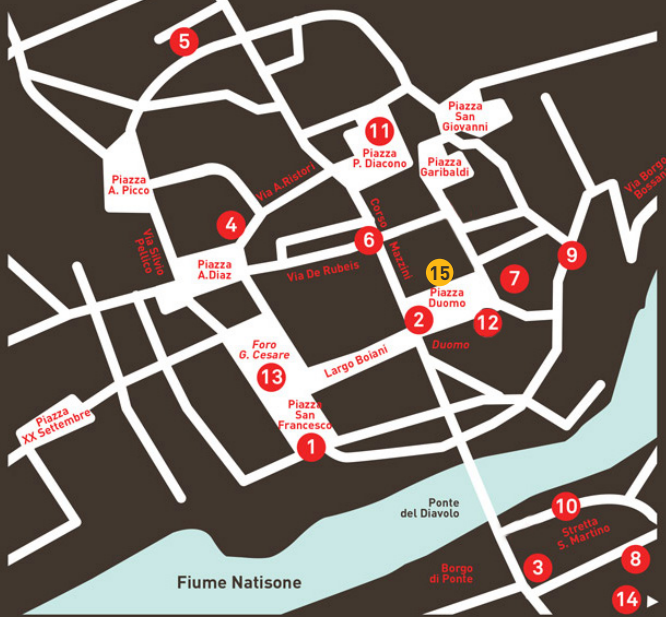 5
Piazza
San
Giovanni
11
Piazza
P. Diacono
Piazza
Garibaldi
Piazza
A. Picco
Via A.Ristori
Via Borgo
Bossan
4
Corso
Mazzini
6
Via Silvio
Pellico
Piazza
A.Diaz
Via De Rubeis
9
15
7
Piazza
Duomo
2
12
Duomo
Foro
G. Cesare
13
Largo Boiani
Piazza
San
Francesco
Piazza
XX Settembre
1
Ponte
del Diavolo
10
Stretta
S. Martino
Fiume Natisone
Borgo
di Ponte
3
8
14